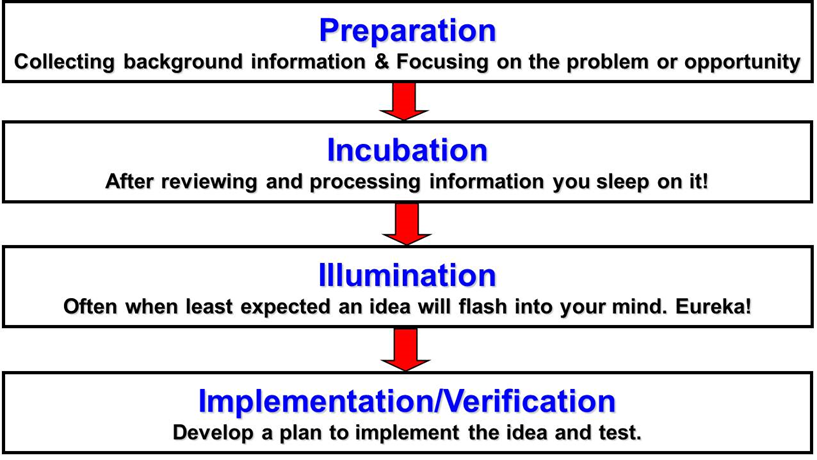 Preparation
Collecting background information & Focusing on the problem or opportunity
Incubation
After reviewing and processing information you sleep on it!
Illumination
Often when least expected an idea will flash into your mind. Eureka!
Implementation/Verification
Develop a plan to implement the idea and test.